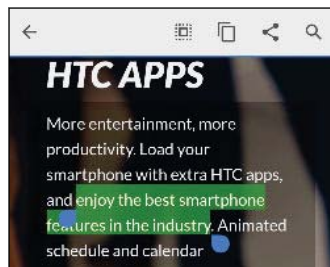 HTC APPS
More entertainment, more
productivity. Load your
smartphone with extra HTC apps,
and enjoy the best smartphone
features in the industry. Animated
schedule and calendar